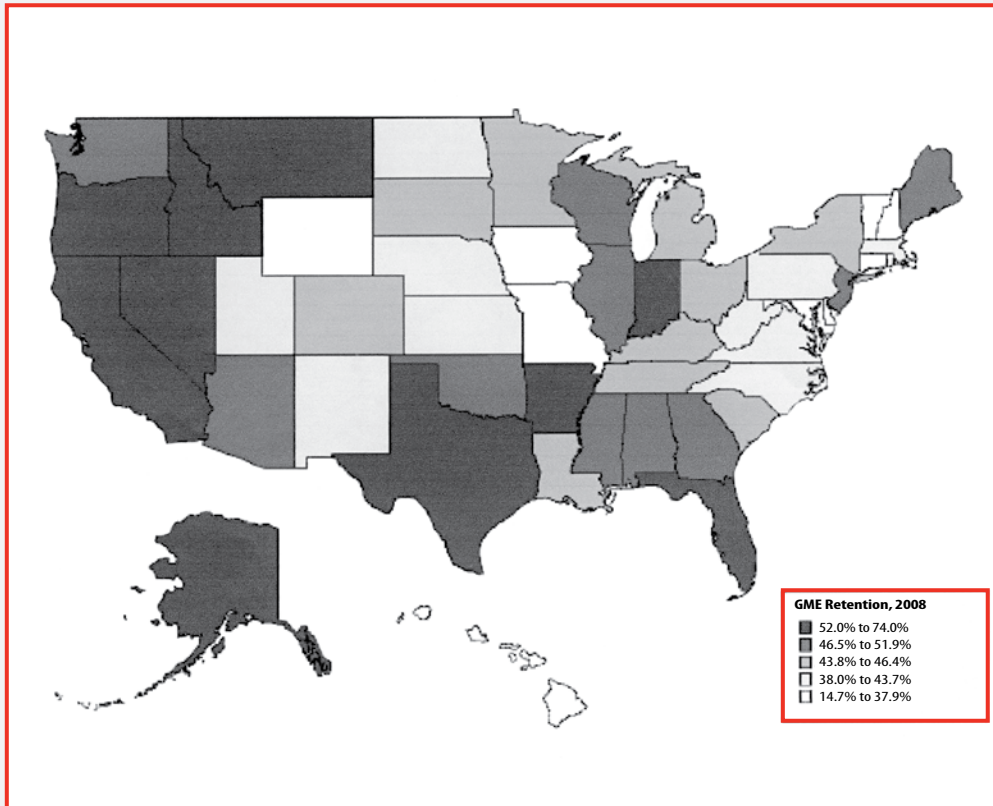 GME Retention, 2008
52.0% to 74.0%
46.5% to 51.9%
43.8% to 46.4%
38.0% to 43.7%
14.7% to 37.9%